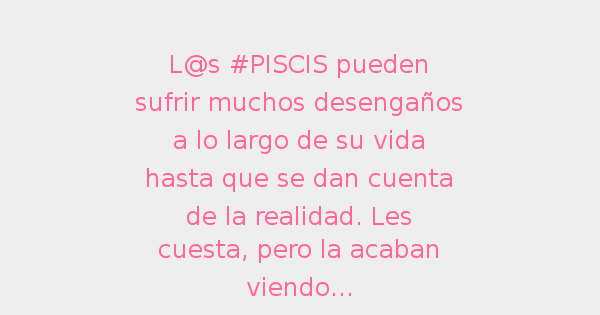 L@s #PISCIS pueden
sufrir muchos desengaños
a lo largo de su vida
hasta que se dan cuenta
de la realidad. Les
cuesta, pero la acaban
viendo...